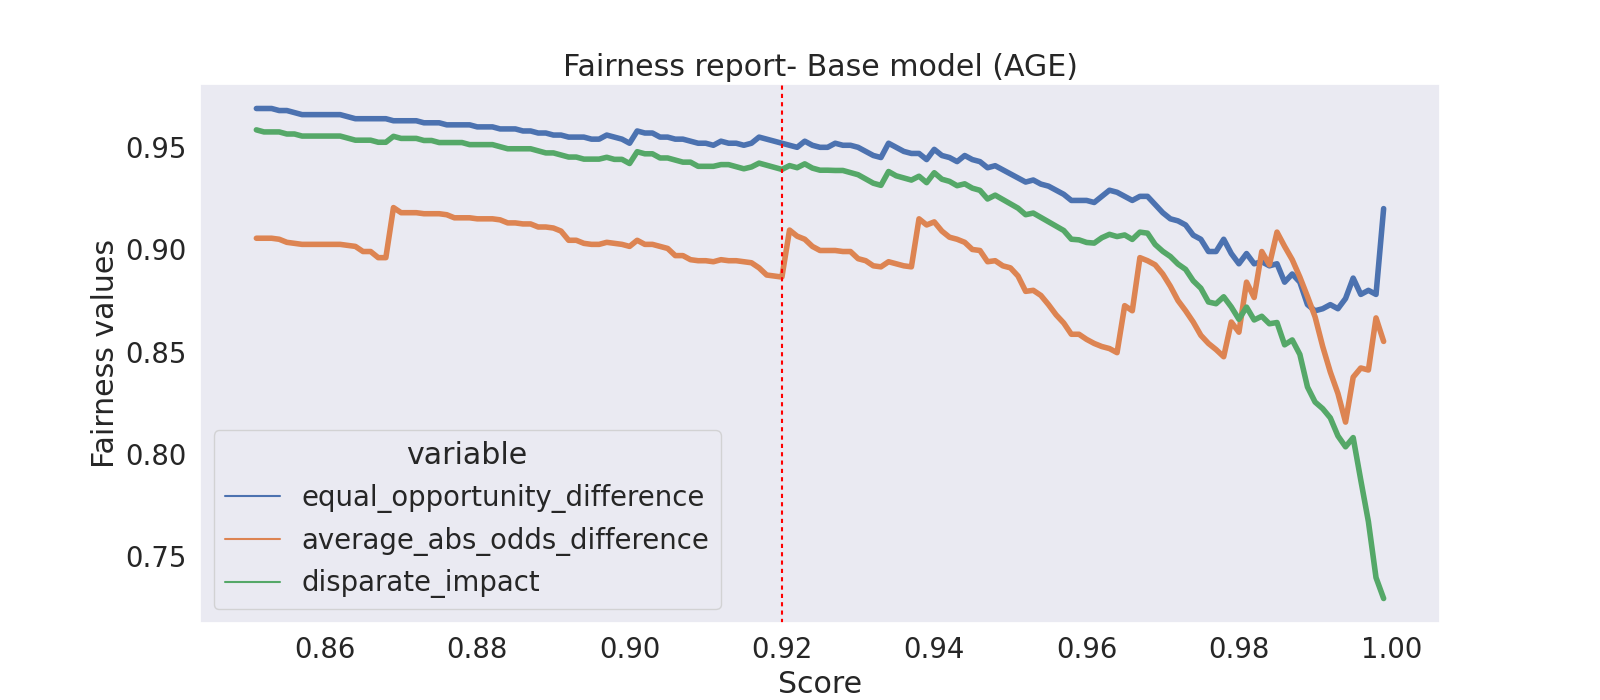 Fairness report- Base model (AGE)
Fairness values
0.95
0.90
0.85
0.80
0.75
variable
equal_opportunity_difference
average_abs_odds_difference
disparate_impact
0.86 0.88 0.90 0.92 0.94 0.96 0.98 1.00
Score